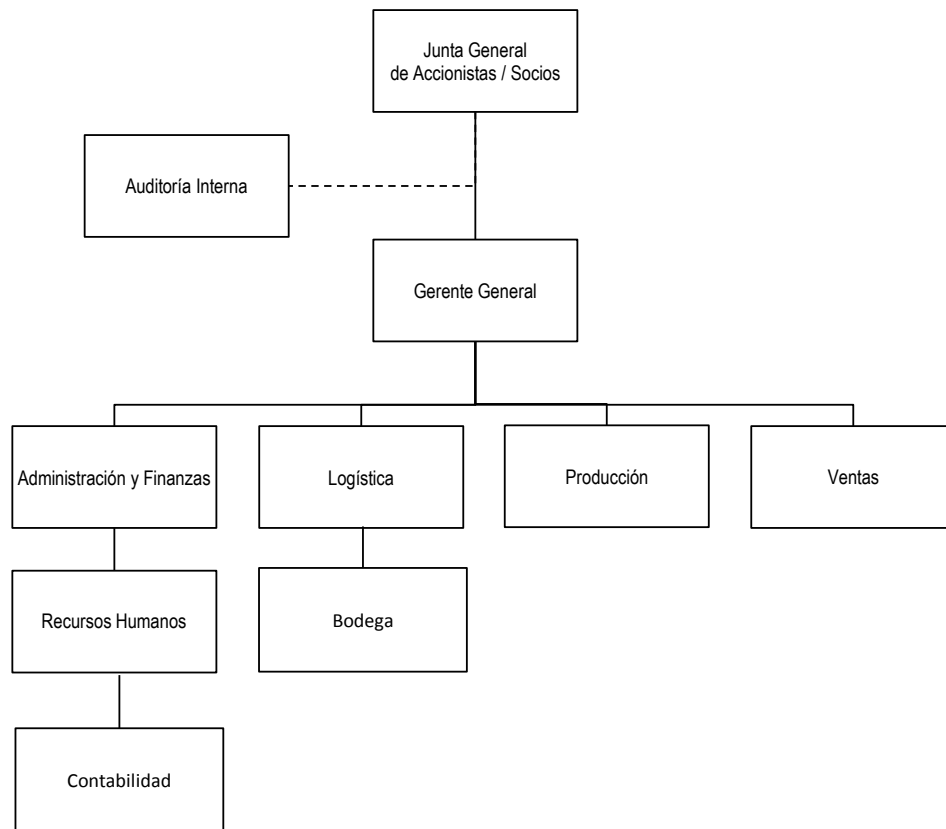 Junta General
de Accionistas / Socios
Auditoría Interna
Gerente General
Administración y Finanzas
Logística
Producción
Ventas
Recursos Humanos
Bodega
Contabilidad